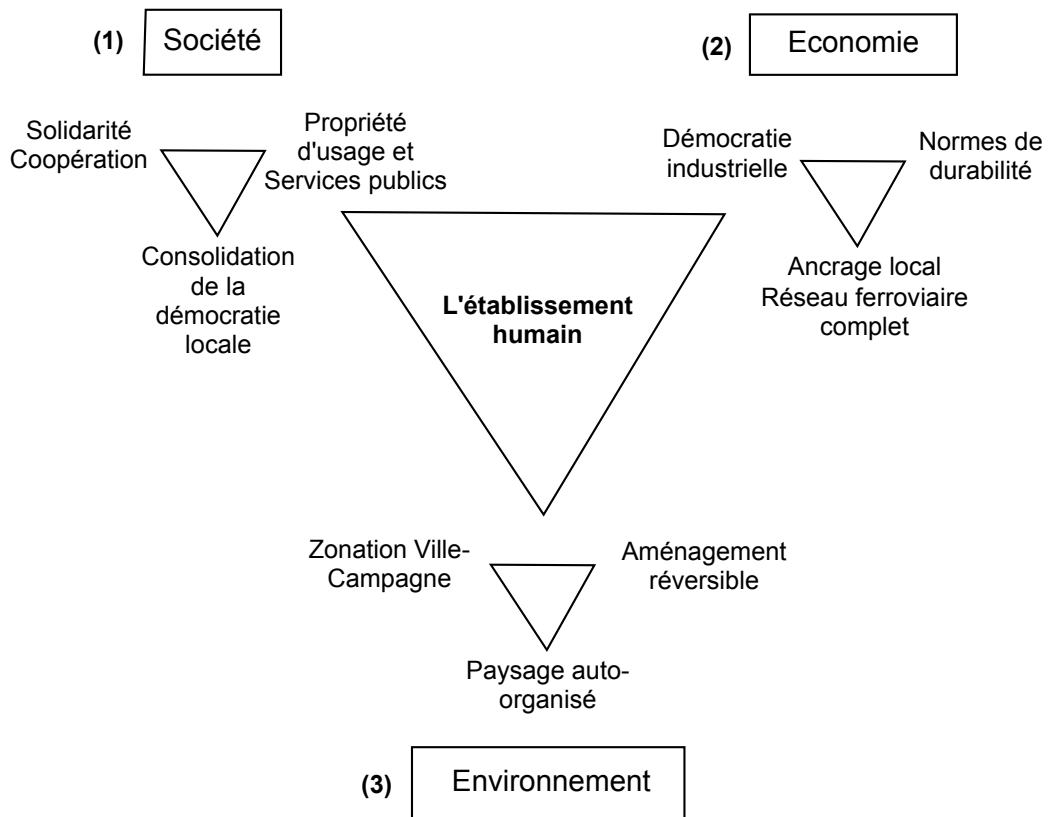 (1) Société
(2) Economie
Solidarité
Coopération
Propriété
d'usage et
Services publics
Consolidation
de la
démocratie
locale
Démocratie
industrielle
Normes de
durabilité
Ancrage local
Réseau ferroviaire
complet
L'établissement
humain
Zonation Ville-
Campagne
Aménagement
réversible
Paysage auto-
organisé
(3) Environnement